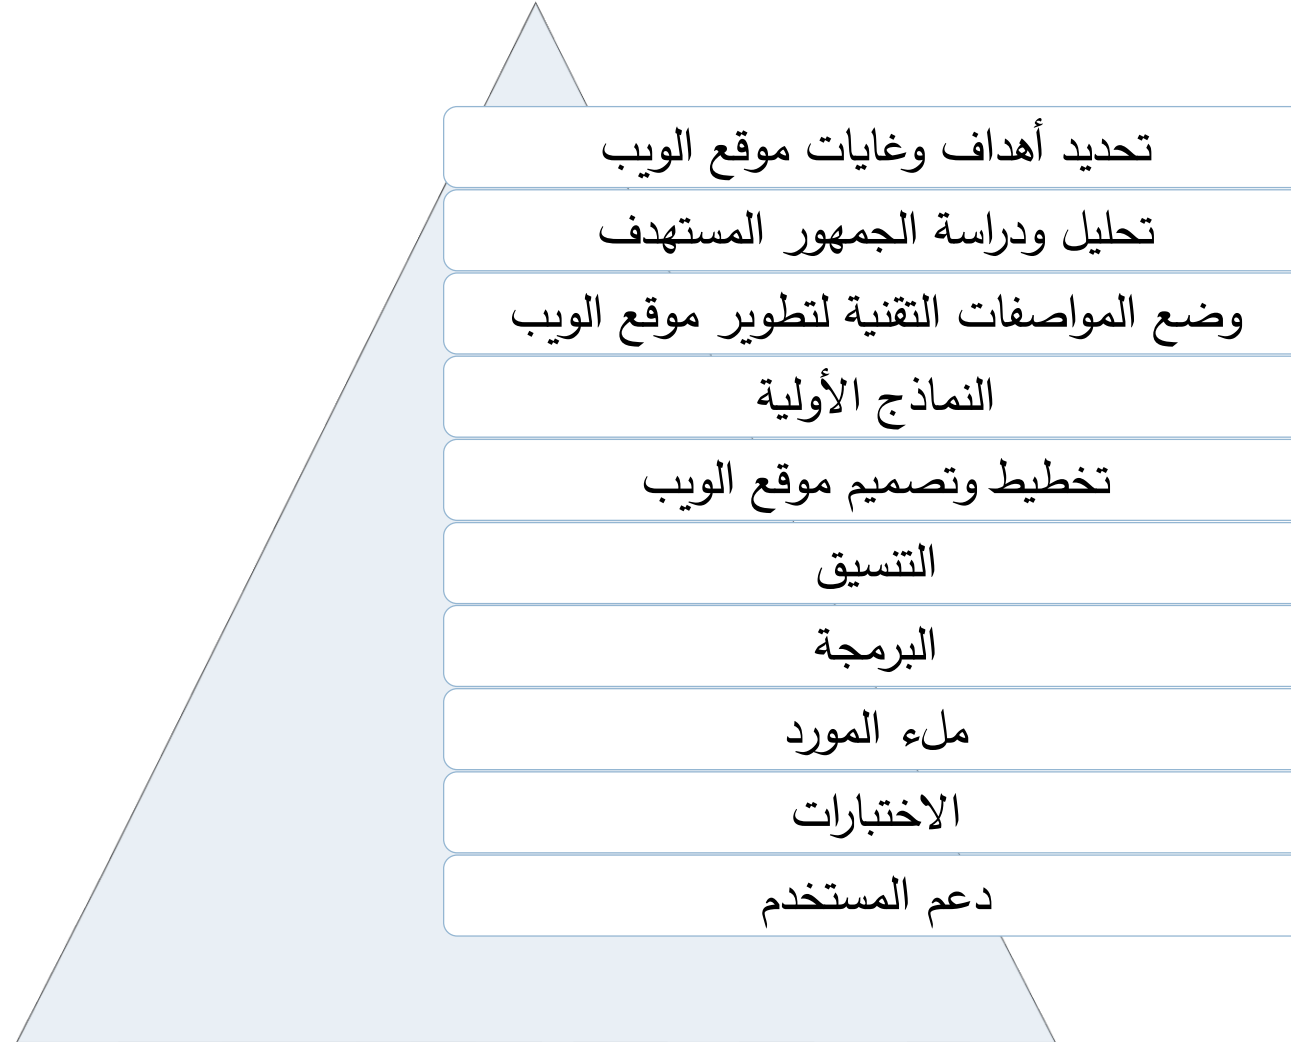 تحديد أهداف وغايات موقع الويب
تحليل ودراسة الجمهور المستهدف
وضع المواصفات التقنية لتطوير موقع الويب
النماذج الأولية
تخطيط وتصميم موقع الويب
التنسيق
البرمجة
ملء المورد
الاختبارات
دعم المستخدم